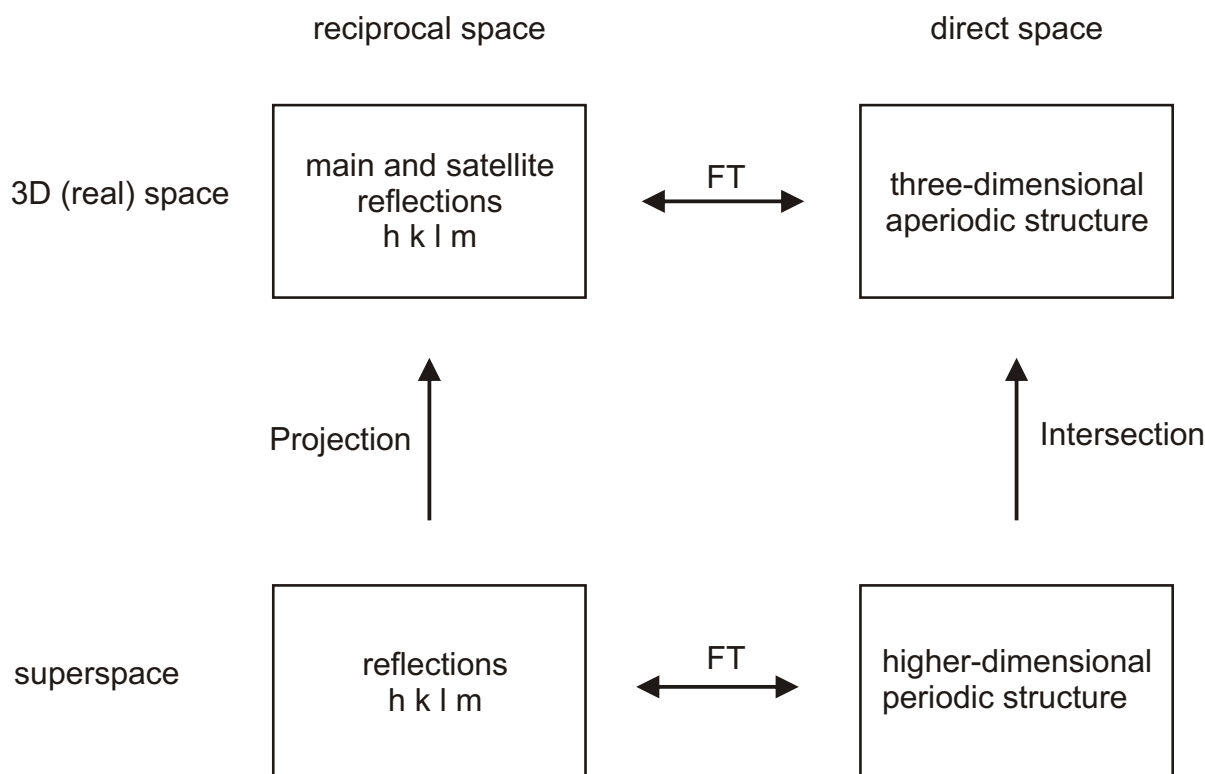 reciprocal space
direct space
3D (real) space
main and satellite
reflections
h k l m
FT
three-dimensional
aperiodic structure
Projection
Intersection
superspace
reflections
h k l m
FT
higher-dimensional
periodic structure